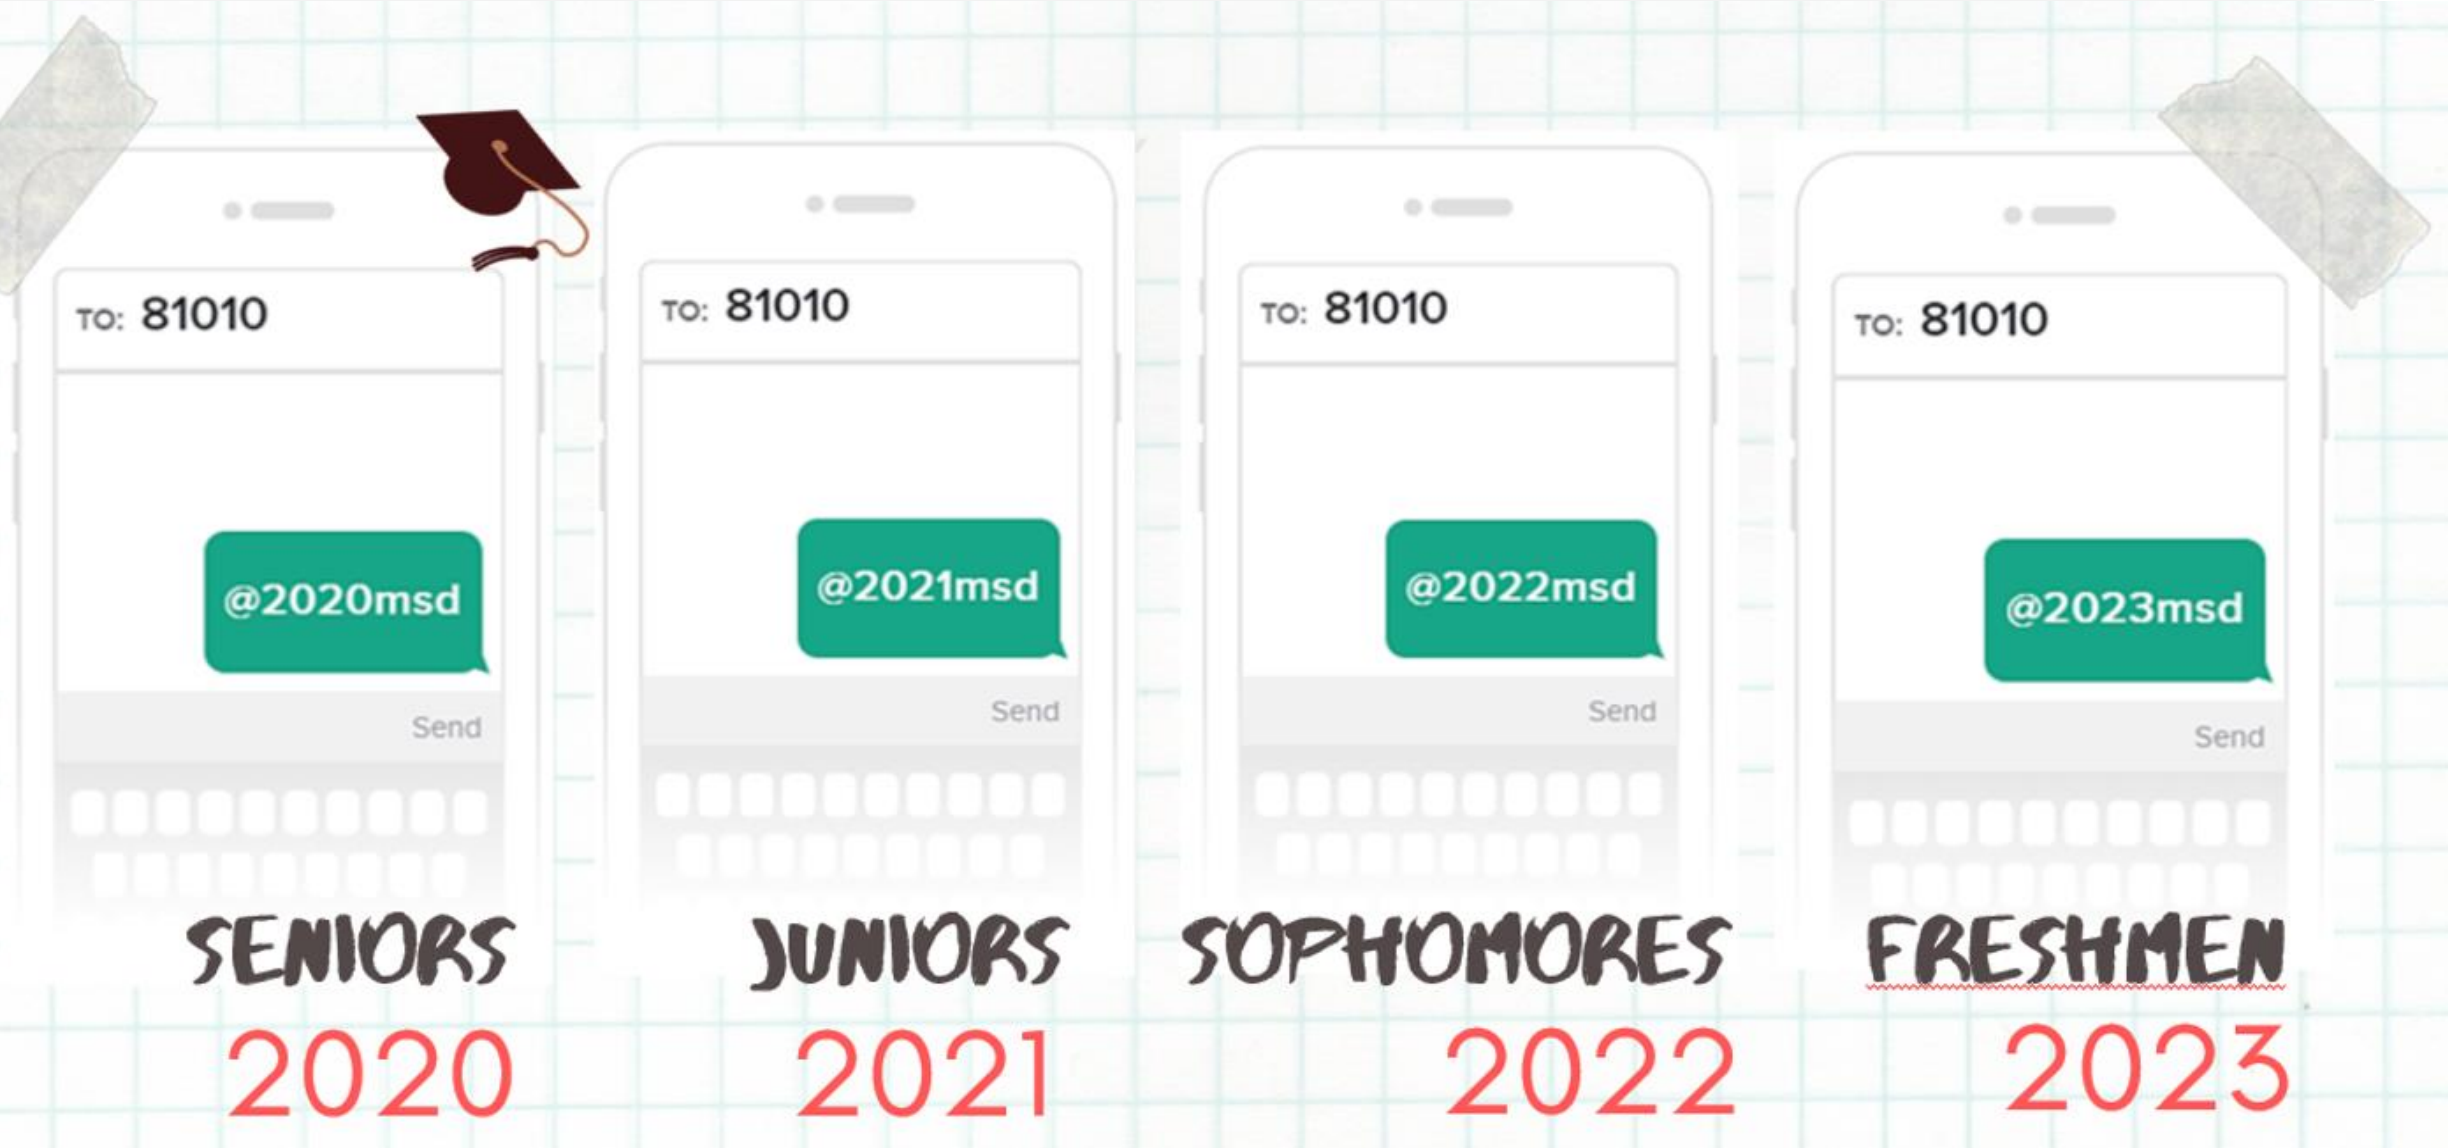 TO: 81010
@2020msd
Send
SENIORS
2020
TO: 81010
@2021msd
Send
JUNIORS
2021
TO: 81010
@2022msd
Send
SOPHOMORES
2022
TO: 81010
@2023msd
Send
FRESHMEN
2023